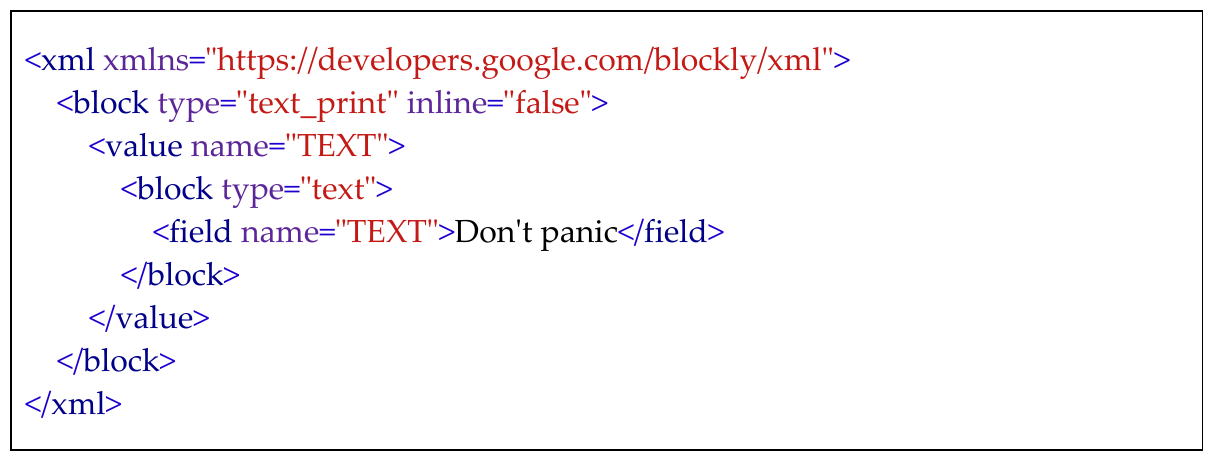 <xml xmlns="https://developers.google.com/blockly/xml">
    <block type="text_print" inline="false">
        <value name="TEXT">
            <block type="text">
                <field name="TEXT">Don't panic</field>
            </block>
        </value>
    </block>
</xml>